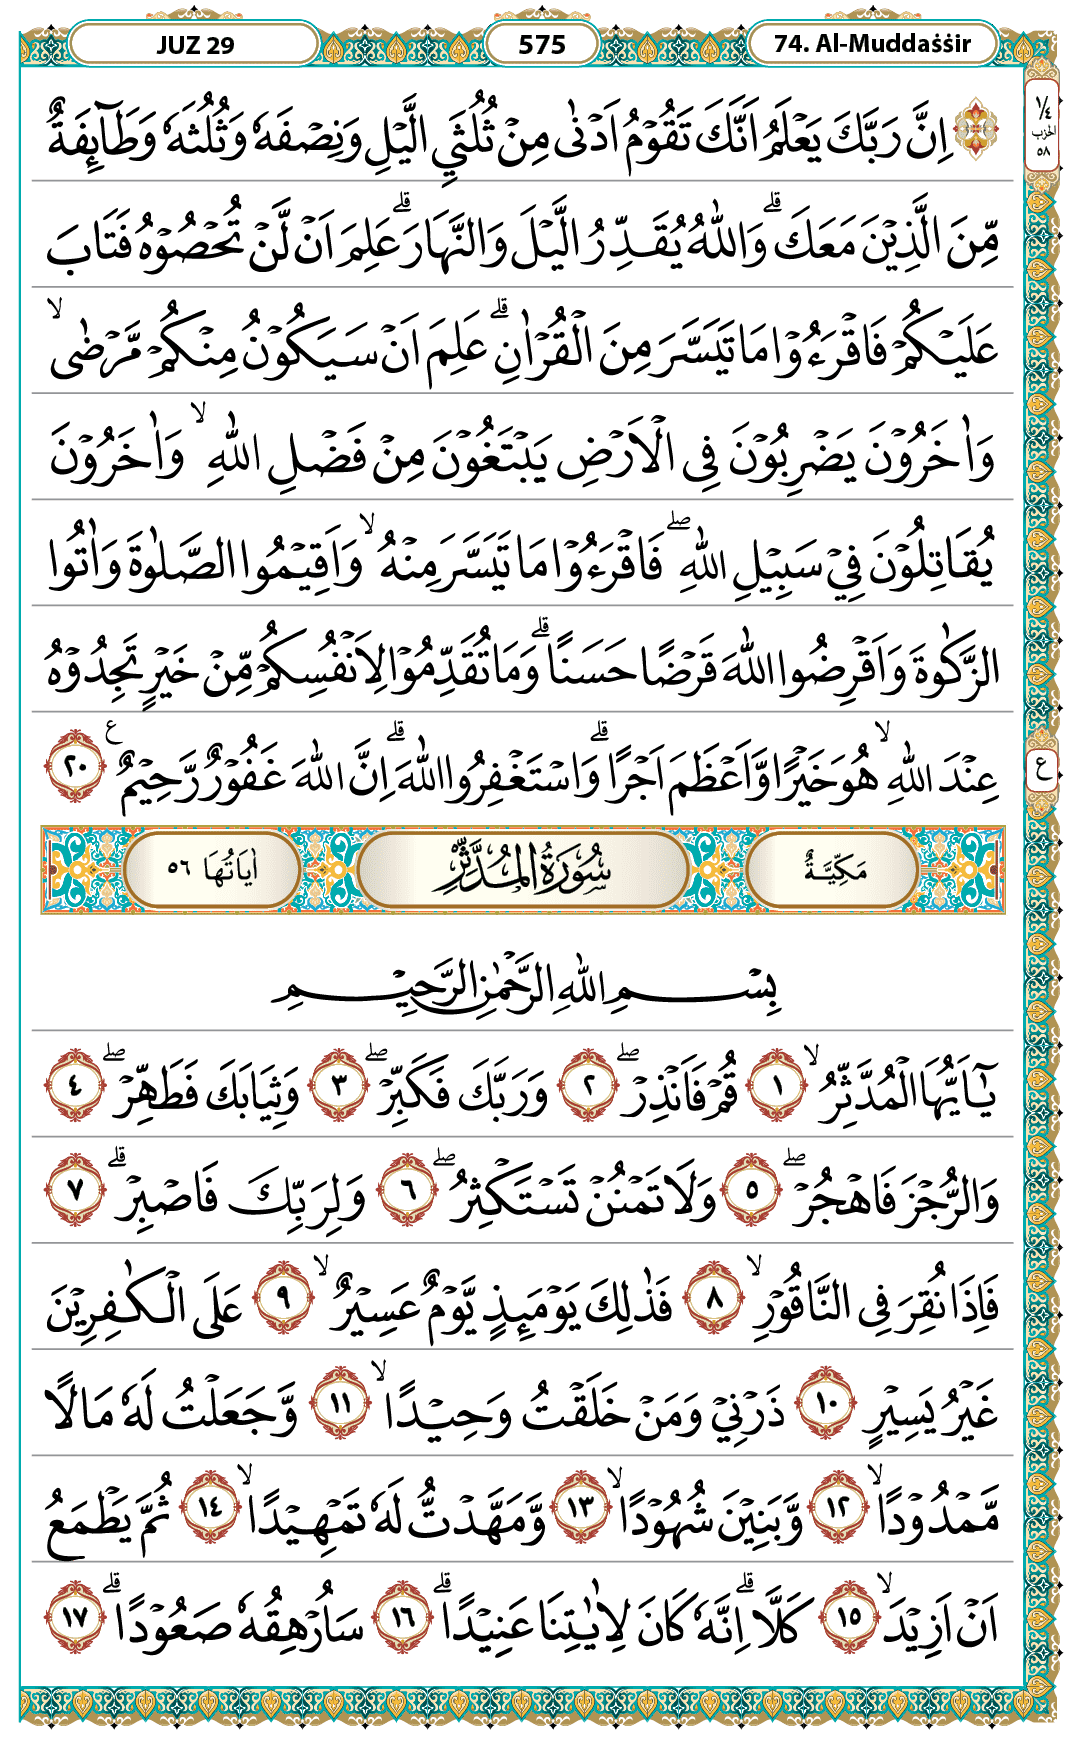 JUZ 29
575
74. Al-Muddaṡṡir
١/٤ الحزب ٥٨
۞ اِنَّ رَبَّكَ يَعْلَمُ اَنَّكَ تَقُوْمُ اَدْنٰى مِنْ ثُلُثَيِ الَّيْلِ وَنِصْفَهٗ وَثُلُثَهٗ وَطَاۤىِٕفَةٌ
مِّنَ الَّذِيْنَ مَعَكَۗ وَاللّٰهُ يُقَدِّرُ الَّيْلَ وَالنَّهَارَۗ عَلِمَ اَنْ لَّنْ تُحْصُوْهُ فَتَابَ
عَلَيْكُمْ فَاقْرَءُوْا مَا تَيَسَّرَ مِنَ الْقُرْاٰنِۗ عَلِمَ اَنْ سَيَكُوْنُ مِنْكُمْ مَّرْضٰىۙ
وَاٰخَرُوْنَ يَضْرِبُوْنَ فِى الْاَرْضِ يَبْتَغُوْنَ مِنْ فَضْلِ اللّٰهِۙ وَاٰخَرُوْنَ
يُقَاتِلُوْنَ فِيْ سَبِيْلِ اللّٰهِۖ فَاقْرَءُوْا مَا تَيَسَّرَ مِنْهُۙ وَاَقِيْمُوا الصَّلٰوةَ وَاٰتُوا
الزَّكٰوةَ وَاَقْرِضُوا اللّٰهَ قَرْضًا حَسَنًاۗ وَمَا تُقَدِّمُوْا لِاَنْفُسِكُمْ مِّنْ خَيْرٍ تَجِدُوْهُ
عِنْدَ اللّٰهِۙ هُوَ خَيْرًا وَّاَعْظَمَ اَجْرًاۗ وَاسْتَغْفِرُوا اللّٰهَۗ اِنَّ اللّٰهَ غَفُوْرٌ رَّحِيْمٌ ع ٢٠
ع
مَكِّيَّةٌ
سُوْرَةُ الْمُدَّثِّرِ
اٰيَاتُهَا ٥٦
بِسْمِ اللّٰهِ الرَّحْمٰنِ الرَّحِيْمِ
يٰٓاَيُّهَا الْمُدَّثِّرُۙ ١ قُمْ فَاَنْذِرْۖ ٢ وَرَبَّكَ فَكَبِّرْۖ ٣ وَثِيَابَكَ فَطَهِّرْۖ ٤
وَالرُّجْزَ فَاهْجُرْۖ ٥ وَلَا تَمْنُنْ تَسْتَكْثِرُۖ ٦ وَلِرَبِّكَ فَاصْبِرْۗ ٧
فَاِذَا نُقِرَ فِى النَّاقُوْرِۙ ٨ فَذٰلِكَ يَوْمَىِٕذٍ يَّوْمٌ عَسِيْرٌۙ ٩ عَلَى الْكٰفِرِيْنَ
غَيْرُ يَسِيْرٍ ١٠ ذَرْنِيْ وَمَنْ خَلَقْتُ وَحِيْدًاۙ ١١ وَّجَعَلْتُ لَهٗ مَالًا
مَّمْدُوْدًاۙ ١٢ وَّبَنِيْنَ شُهُوْدًاۙ ١٣ وَّمَهَّدْتُّ لَهٗ تَمْهِيْدًاۙ ١٤ ثُمَّ يَطْمَعُ
اَنْ اَزِيْدَۙ ١٥ كَلَّاۗ اِنَّهٗ كَانَ لِاٰيٰتِنَا عَنِيْدًاۗ ١٦ سَاُرْهِقُهٗ صَعُوْدًاۗ ١٧